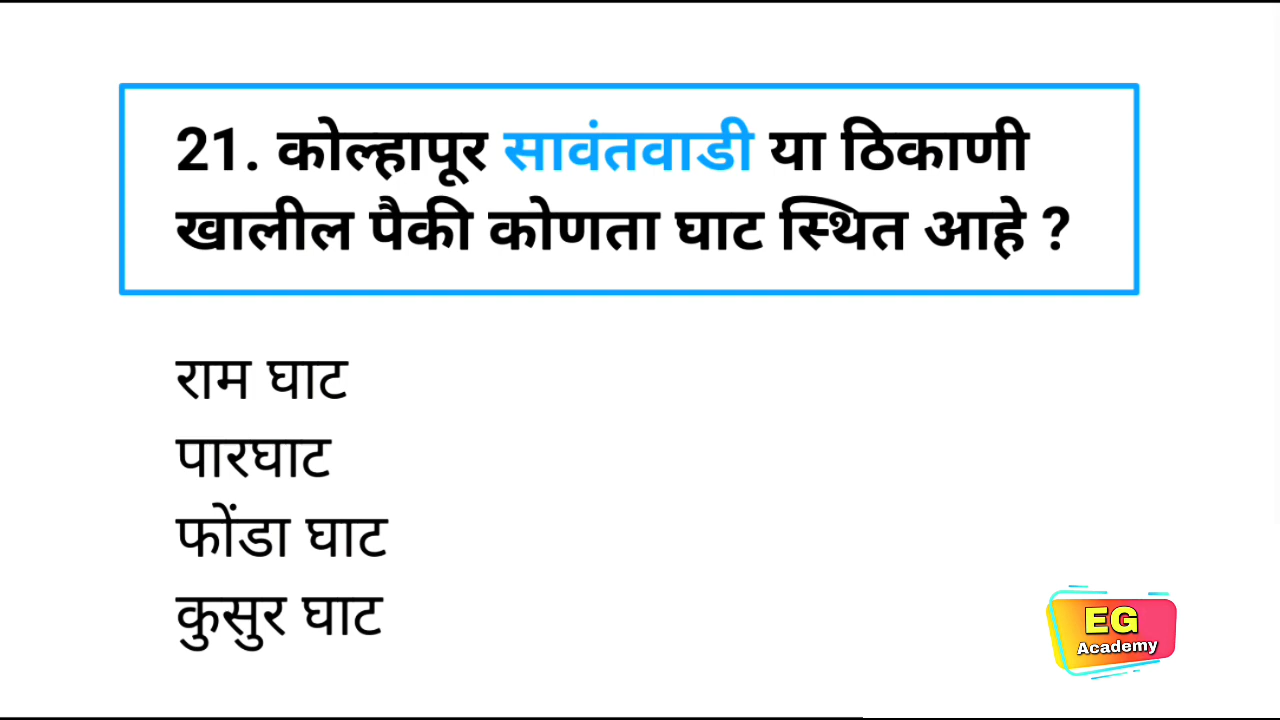 21. कोल्हापूर सावंतवाडी या ठिकाणी
खालील पैकी कोणता घाट स्थित आहे ?
राम घाट
पारघाट
फोंडा घाट
कुसुर घाट
EG
Academy